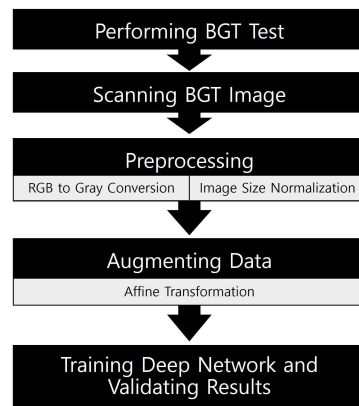 Performing BGT Test
Scanning BGT Image
Preprocessing
RGB to Gray Conversion
Image Size Normalization
Augmenting Data
Affine Transformation
Training Deep Network and
Validating Results